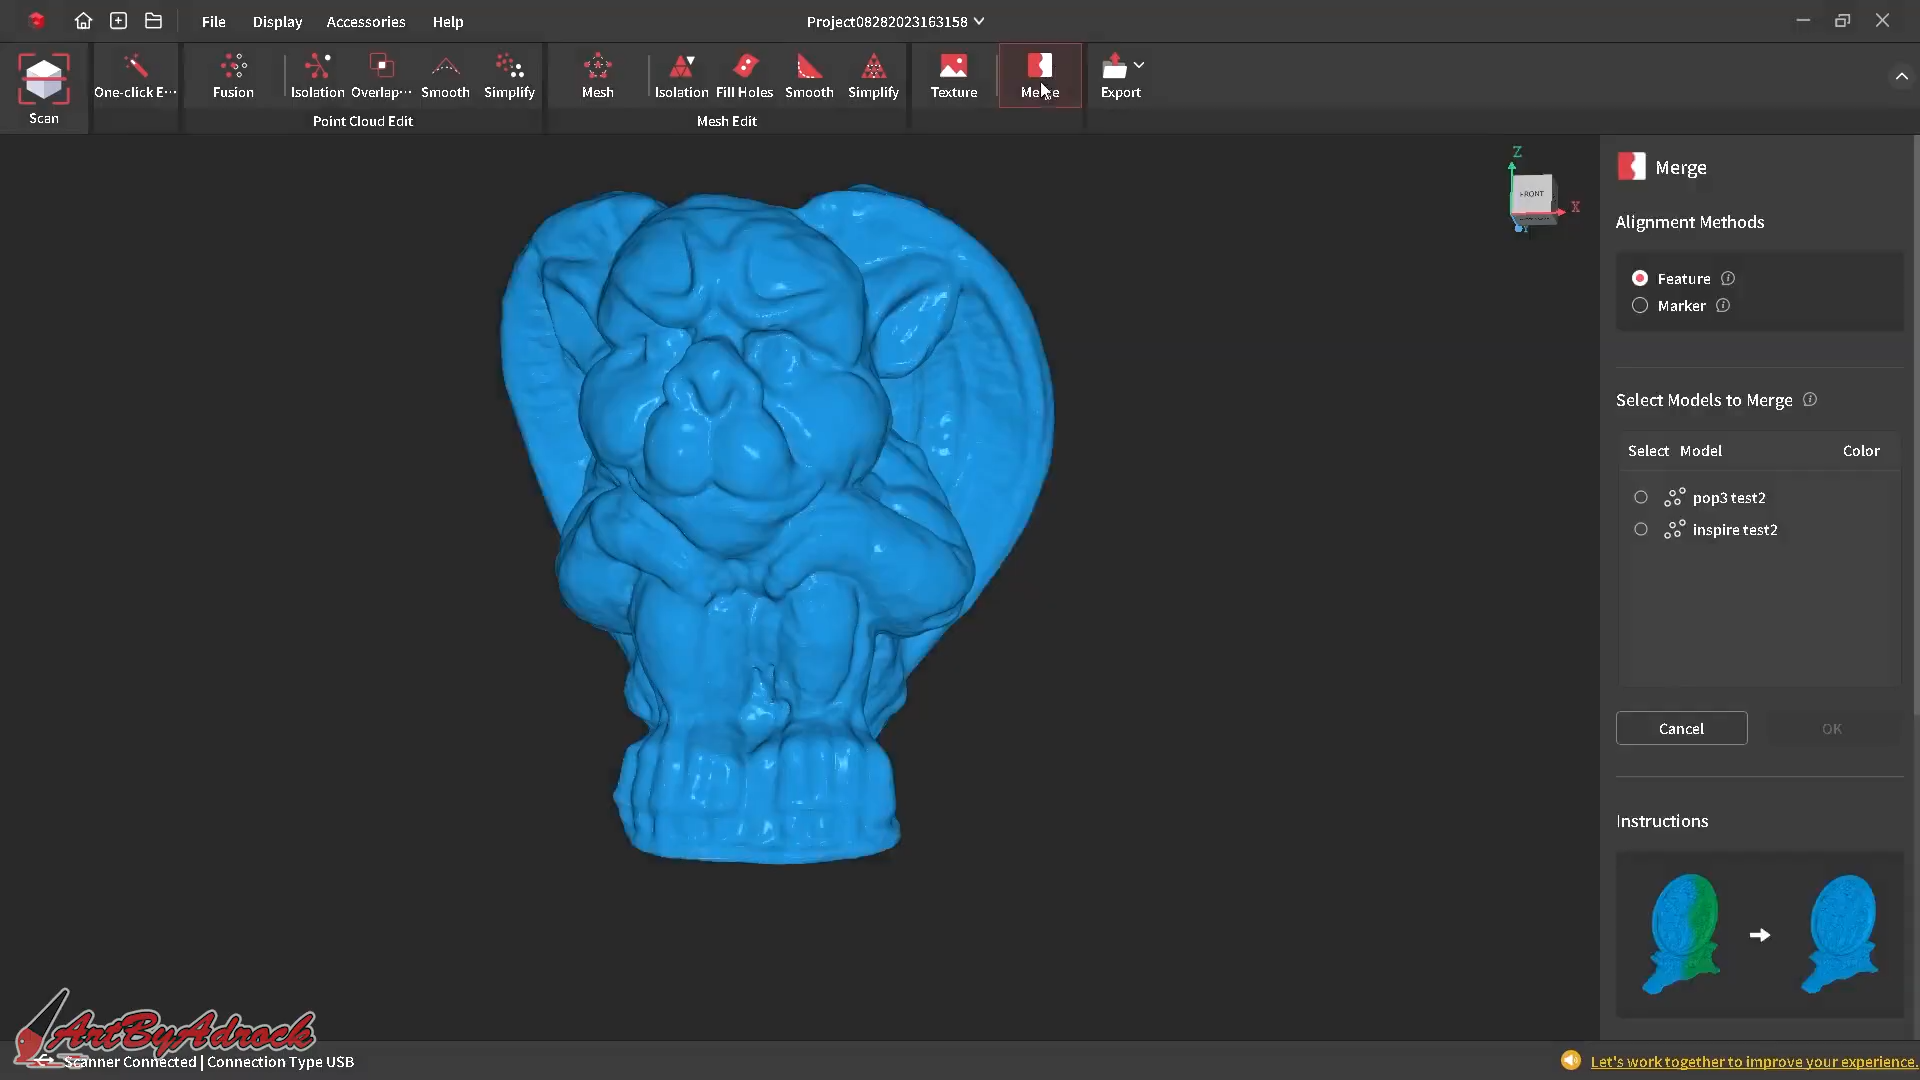 File Display Accessories Help Project08282023163158
Scan
One-click E···
Fusion Isolation Overlap··· Smooth Simplify
Point Cloud Edit
Mesh Isolation Fill Holes Smooth Simplify
Mesh Edit
Texture Merge Export
Z
FRONT
X
Y
Merge
Alignment Methods
Feature
Marker
Select Models to Merge
Select Model Color
pop3 test2
inspire test2
Cancel OK
Instructions
ArtByAdrock
Scanner Connected | Connection Type USB
Let's work together to improve your experience.